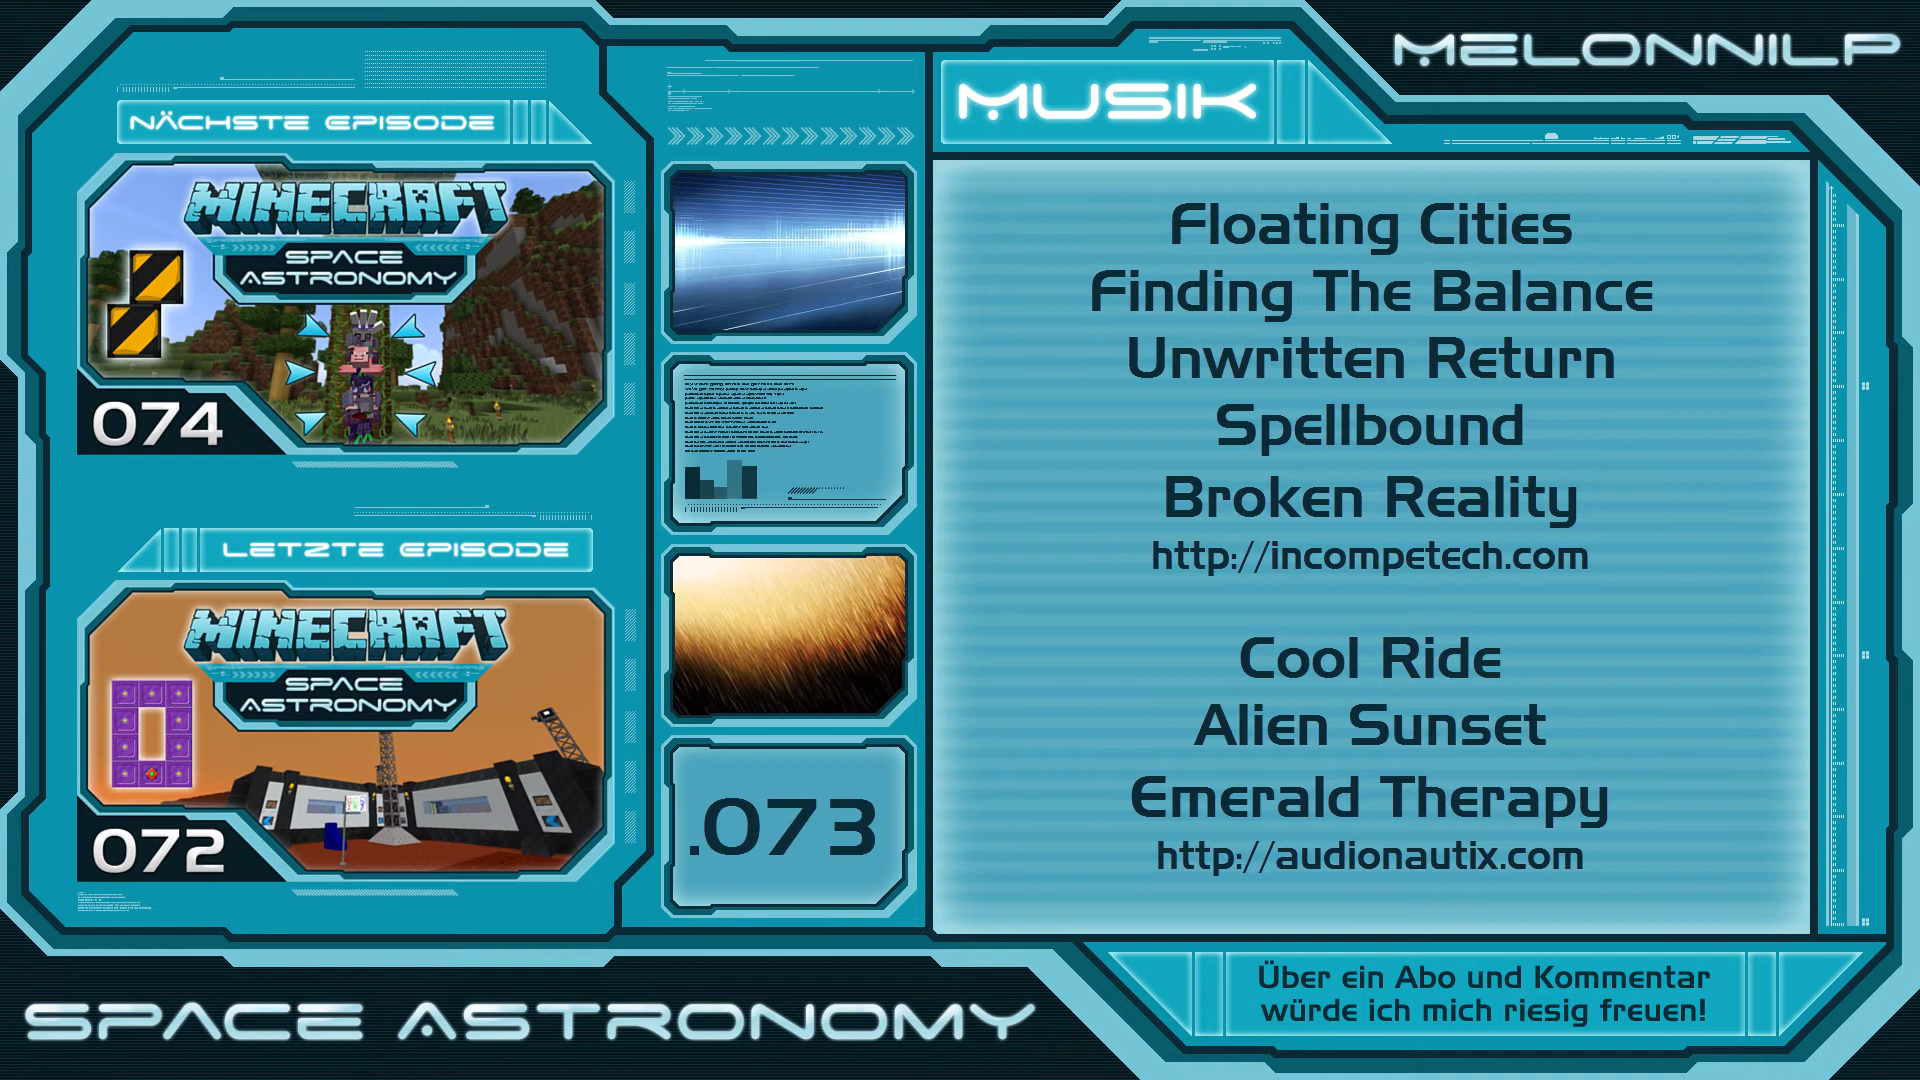 MELONNILP
NÄCHSTE EPISODE
MINECRAFT
SPACE
ASTRONOMY
074
LETZTE EPISODE
MINECRAFT
SPACE
ASTRONOMY
072
.073
MUSIK
Floating Cities
Finding The Balance
Unwritten Return
Spellbound
Broken Reality
http://incompetech.com
Cool Ride
Alien Sunset
Emerald Therapy
http://audionautix.com
SPACE ASTRONOMY
Über ein Abo und Kommentar
würde ich mich riesig freuen!